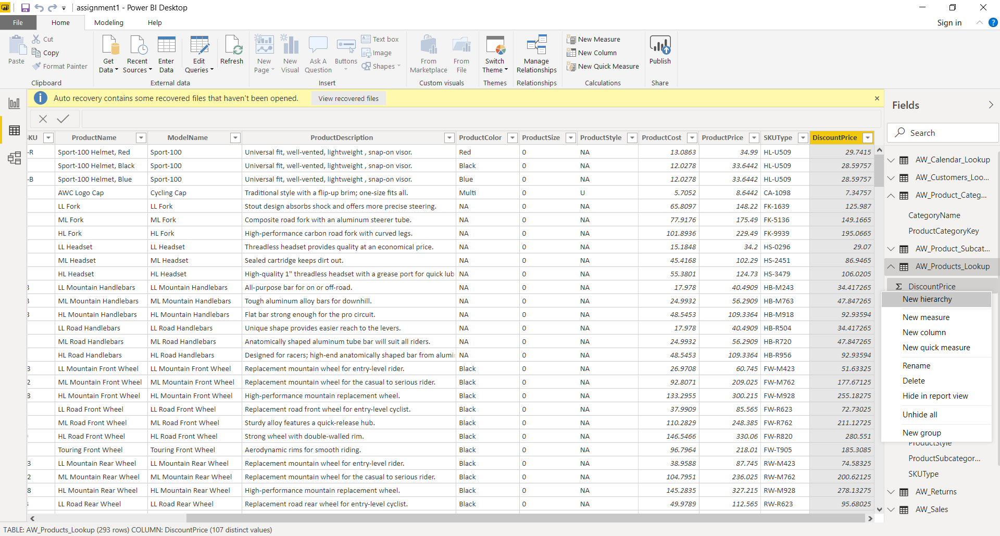 assignment1 - Power BI Desktop
File Home Modeling Help Sign in
Paste
Cut
Copy
Format Painter
Clipboard
Get Data
Recent Sources
Enter Data
Edit Queries
Refresh
External data
New Page
New Visual
Ask A Question
Buttons
Text box
Image
Shapes
Insert
From Marketplace
From File
Custom visuals
Switch Theme
Themes
Manage Relationships
Relationships
New Measure
New Column
New Quick Measure
Calculations
Publish
Share
Auto recovery contains some recovered files that haven't been opened. View recovered files
KU ProductName ModelName ProductDescription ProductColor ProductSize ProductStyle ProductCost ProductPrice SKUType DiscountPrice
-R Sport-100 Helmet, Red Sport-100 Universal fit, well-vented, lightweight , snap-on visor. Red 0 NA 13.0863 34.99 HL-U509 29.7415
Sport-100 Helmet, Black Sport-100 Universal fit, well-vented, lightweight , snap-on visor. Black 0 NA 12.0278 33.6442 HL-U509 28.59757
-B Sport-100 Helmet, Blue Sport-100 Universal fit, well-vented, lightweight , snap-on visor. Blue 0 NA 12.0278 33.6442 HL-U509 28.59757
AWC Logo Cap Cycling Cap Traditional style with a flip-up brim; one-size fits all. Multi 0 U 5.7052 8.6442 CA-1098 7.34757
LL Fork LL Fork Stout design absorbs shock and offers more precise steering. NA 0 NA 65.8097 148.22 FK-1639 125.987
ML Fork ML Fork Composite road fork with an aluminum steerer tube. NA 0 NA 77.9176 175.49 FK-5136 149.1665
HL Fork HL Fork High-performance carbon road fork with curved legs. NA 0 NA 101.8936 229.49 FK-9939 195.0665
LL Headset LL Headset Threadless headset provides quality at an economical price. NA 0 NA 15.1848 34.2 HS-0296 29.07
ML Headset ML Headset Sealed cartridge keeps dirt out. NA 0 NA 45.4168 102.29 HS-2451 86.9465
HL Headset HL Headset High-quality 1" threadless headset with a grease port for quick lub NA 0 NA 55.3801 124.73 HS-3479 106.0205
LL Mountain Handlebars LL Mountain Handlebars All-purpose bar for on or off-road. NA 0 NA 17.978 40.4909 HB-M243 34.417265
ML Mountain Handlebars ML Mountain Handlebars Tough aluminum alloy bars for downhill. NA 0 NA 24.9932 56.2909 HB-M763 47.847265
HL Mountain Handlebars HL Mountain Handlebars Flat bar strong enough for the pro circuit. NA 0 NA 48.5453 109.3364 HB-M918 92.93594
LL Road Handlebars LL Road Handlebars Unique shape provides easier reach to the levers. NA 0 NA 17.978 40.4909 HB-R504 34.417265
ML Road Handlebars ML Road Handlebars Anatomically shaped aluminum tube bar will suit all riders. NA 0 NA 24.9932 56.2909 HB-R720 47.847265
HL Road Handlebars HL Road Handlebars Designed for racers; high-end anatomically shaped bar from alumi NA 0 NA 48.5453 109.3364 HB-R956 92.93594
3 LL Mountain Front Wheel LL Mountain Front Wheel Replacement mountain wheel for entry-level rider. Black 0 NA 26.9708 60.745 FW-M423 51.63325
2 ML Mountain Front Wheel ML Mountain Front Wheel Replacement mountain wheel for the casual to serious rider. Black 0 NA 92.8071 209.025 FW-M762 177.67125
8 HL Mountain Front Wheel HL Mountain Front Wheel High-performance mountain replacement wheel. Black 0 NA 133.2955 300.215 FW-M928 255.18275
LL Road Front Wheel LL Road Front Wheel Replacement road front wheel for entry-level cyclist. Black 0 NA 37.9909 85.565 FW-R623 72.73025
ML Road Front Wheel ML Road Front Wheel Sturdy alloy features a quick-release hub. Black 0 NA 110.2829 248.385 FW-R762 211.12725
HL Road Front Wheel HL Road Front Wheel Strong wheel with double-walled rim. Black 0 NA 146.5466 330.06 FW-R820 280.551
Touring Front Wheel Touring Front Wheel Aerodynamic rims for smooth riding. Black 0 NA 96.7964 218.01 FW-T905 185.3085
3 LL Mountain Rear Wheel LL Mountain Rear Wheel Replacement mountain wheel for entry-level rider. Black 0 NA 38.9588 87.745 RW-M423 74.58325
2 ML Mountain Rear Wheel ML Mountain Rear Wheel Replacement mountain wheel for the casual to serious rider. Black 0 NA 104.7951 236.025 RW-M762 200.62125
8 HL Mountain Rear Wheel HL Mountain Rear Wheel High-performance mountain replacement wheel. Black 0 NA 145.2835 327.215 RW-M928 278.13275
LL Road Rear Wheel LL Road Rear Wheel Replacement road rear wheel for entry-level cyclist. Black 0 NA 49.9789 112.565 RW-R623 95.68025
Fields
Search
AW_Calendar_Lookup
AW_Customers_Loo...
AW_Product_Categ...
CategoryName
ProductCategoryKey
AW_Product_Subcat...
AW_Products_Lookup
Σ DiscountPrice
New hierarchy
New measure
New column
New quick measure
Rename
Delete
Hide in report view
Unhide all
New group
ProductStyle
ProductSubcategor...
SKUType
AW_Returns
AW_Sales
TABLE: AW_Products_Lookup (293 rows) COLUMN: DiscountPrice (107 distinct values)